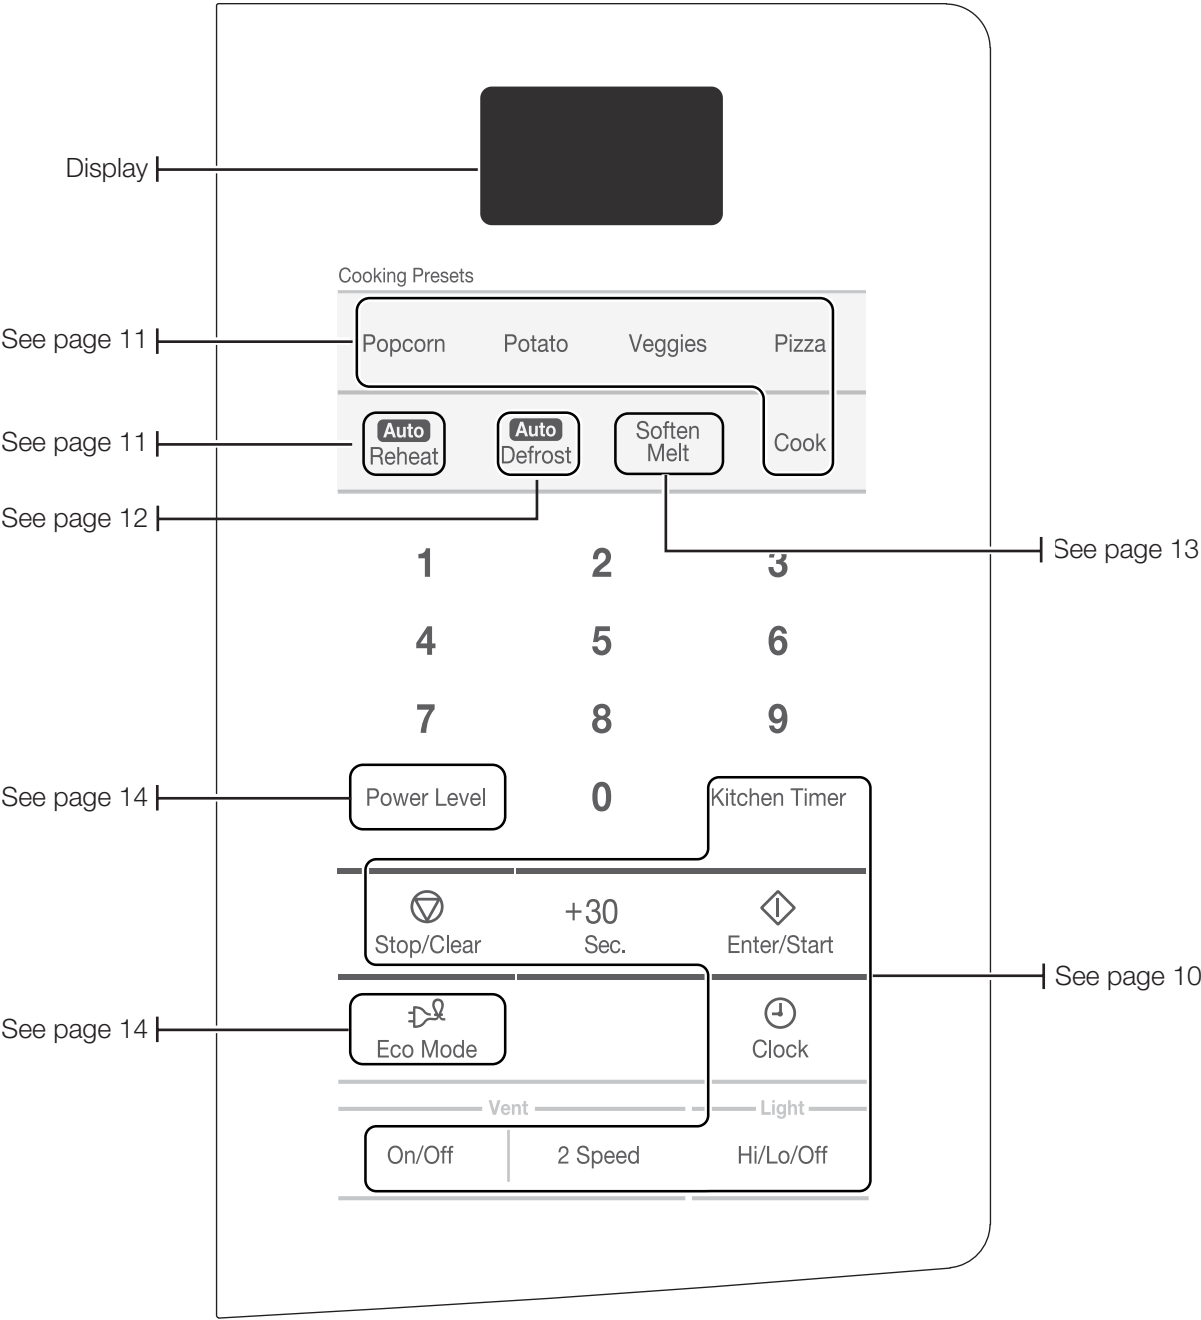 Display
Cooking Presets
See page 11
Popcorn Potato Veggies Pizza
See page 11
Auto Reheat
Auto Defrost
Soften Melt
Cook
See page 12
See page 13
1 2 3
4 5 6
7 8 9
See page 14
Power Level 0 Kitchen Timer
+30
Stop/Clear Sec. Enter/Start
See page 10
See page 14
Eco Mode Clock
Vent Light
On/Off 2 Speed Hi/Lo/Off